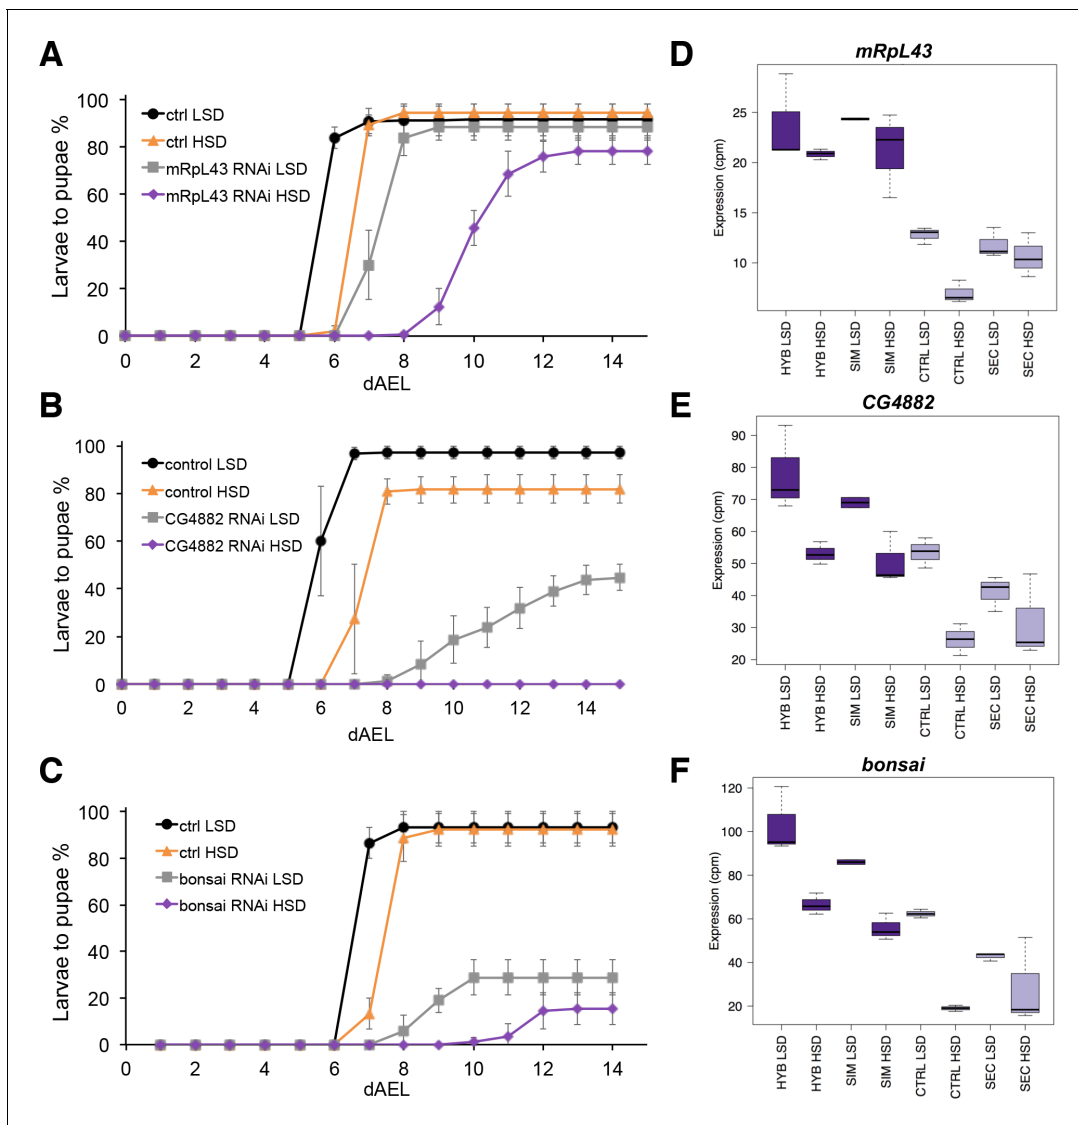 A
100
80
60
40
20
0
Larvae to pupae %
ctrl LSD
ctrl HSD
mRpL43 RNAi LSD
mRpL43 RNAi HSD
0 2 4 6 8 10 12 14
dAEL
D
mRpL43
25
20
15
10
Expression (cpm)
HYB LSD
HYB HSD
SIM LSD
SIM HSD
CTRL LSD
CTRL HSD
SEC LSD
SEC HSD
B
100
80
60
40
20
0
Larvae to pupae %
control LSD
control HSD
CG4882 RNAi LSD
CG4882 RNAi HSD
0 2 4 6 8 10 12 14
dAEL
E
CG4882
90
80
70
60
50
40
30
20
Expression (cpm)
HYB LSD
HYB HSD
SIM LSD
SIM HSD
CTRL LSD
CTRL HSD
SEC LSD
SEC HSD
C
100
80
60
40
20
0
Larvae to pupae %
ctrl LSD
ctrl HSD
bonsai RNAi LSD
bonsai RNAi HSD
0 2 4 6 8 10 12 14
dAEL
F
bonsai
120
100
80
60
40
20
Expression (cpm)
HYB LSD
HYB HSD
SIM LSD
SIM HSD
CTRL LSD
CTRL HSD
SEC LSD
SEC HSD